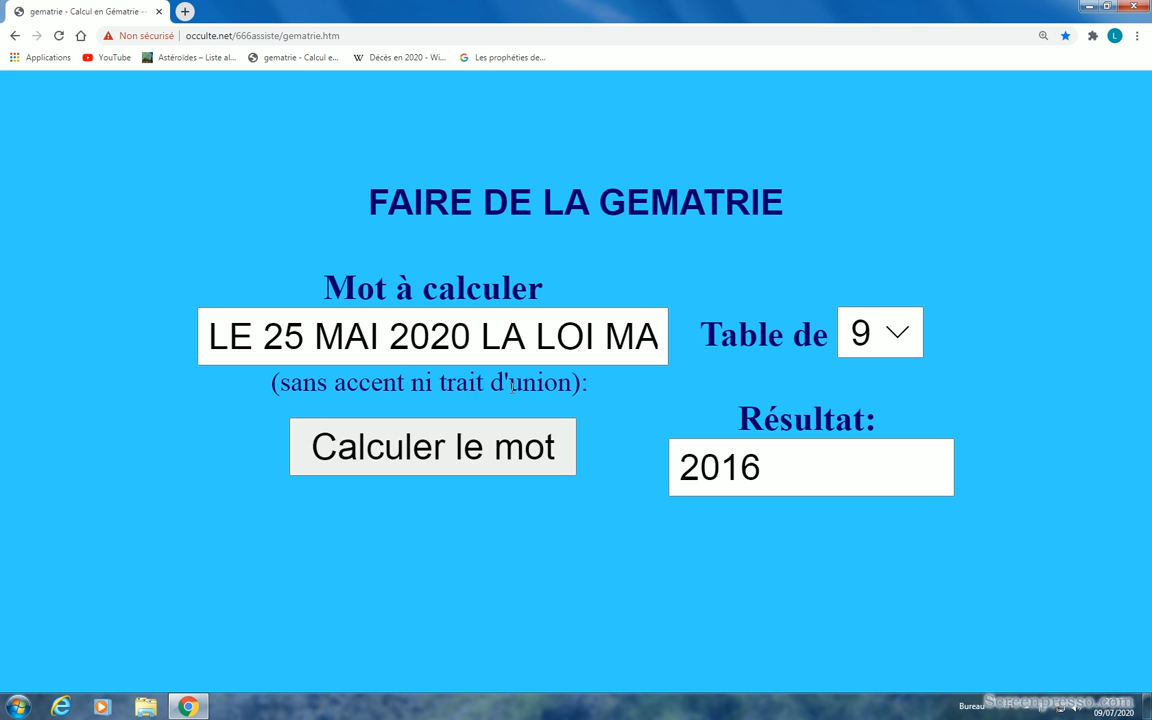 gematrie - Calcul en Gématrie -
Non sécurisé
occulte.net/666assiste/gematrie.htm
L
Applications
YouTube
Astéroïdes – Liste al...
gematrie - Calcul e...
W Décès en 2020 - Wi...
G Les prophéties de...
FAIRE DE LA GEMATRIE
Mot à calculer
LE 25 MAI 2020 LA LOI MA
Table de 9
(sans accent ni trait d'union):
Résultat:
Calculer le mot
2016
Bureau
Screenpresso.com
09/07/2020